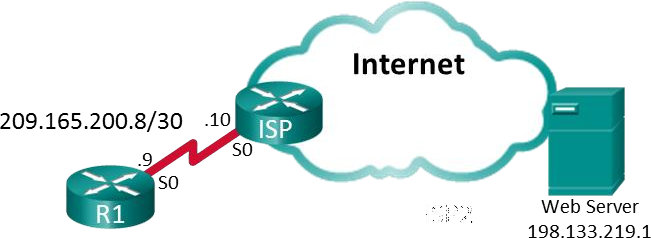 Internet
209.165.200.8/30
.10
ISP
S0
.9
S0
R1
Web Server
198.133.219.1